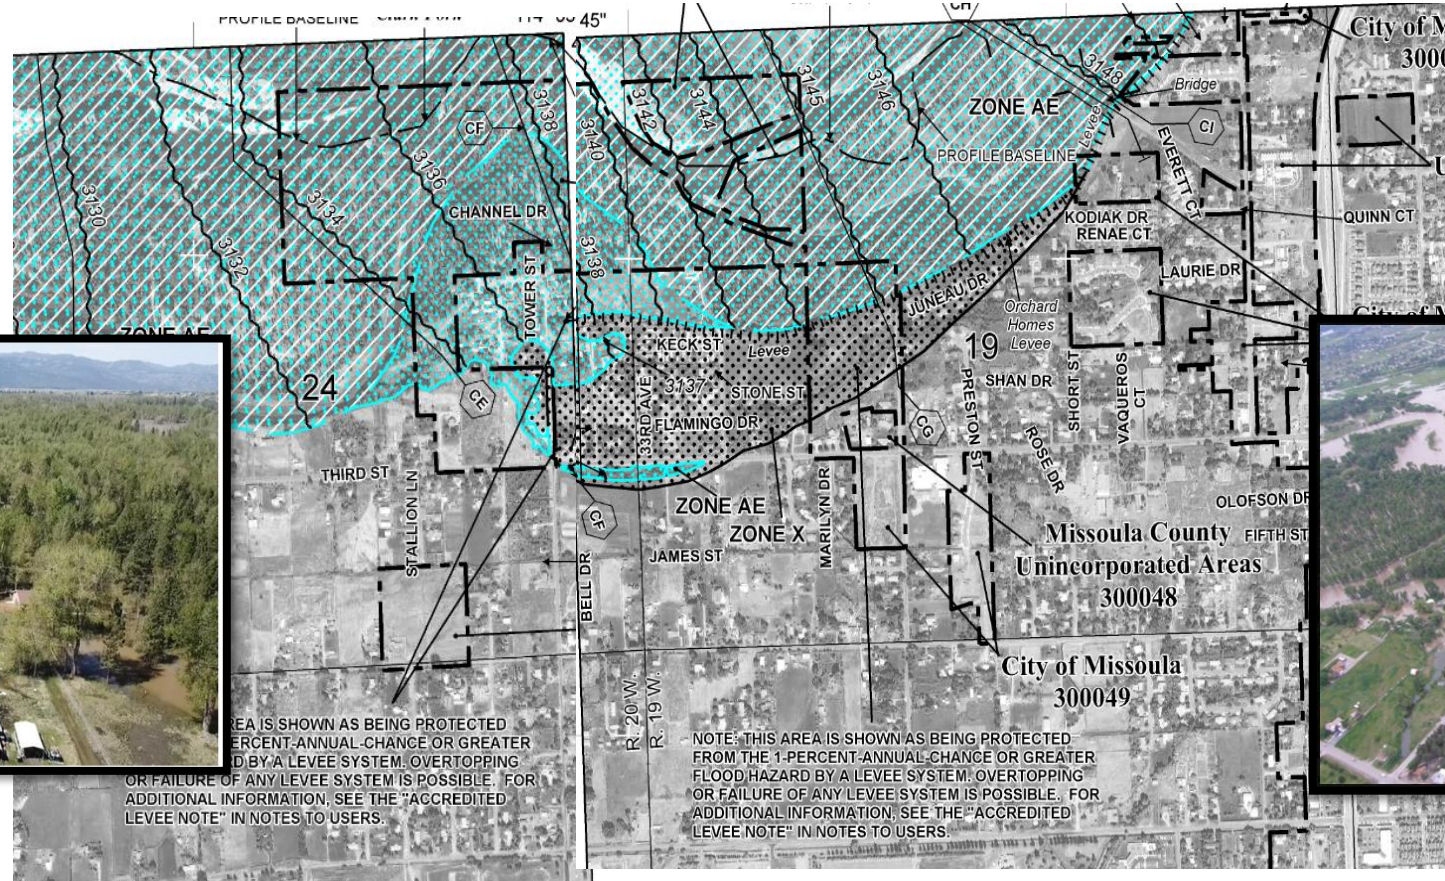 PROFILE BASELINE
45"
CH
City of M
Bridge
3148
ZONE AE
Levee
CI
PROFILE BASELINE
EVERETT CT
3145
3146
3144
3142
3140
3138
CF
3136
3134
3130
3132
CHANNEL DR
3138
TOWER ST
U
QUINN CT
KODIAK DR
RENAE CT
LAURIE DR
JUNEAU DR
Orchard
Homes
Levee
19
ZONE AE
KECK ST
Levee
3137
STONE ST
33RD AVE
FLAMINGO DR
PRESTON ST
SHAN DR
SHORT ST
VAQUEROS
CT
ROSE DR
24
CE
CG
THIRD ST
STALLION LN
CF
ZONE AE
ZONE X
MARILYN DR
OLOFSON DR
FIFTH ST
JAMES ST
BELL DR
Missoula County
Unincorporated Areas
300048
City of Missoula
300049
R. 20 W.
R. 19 W.
EA IS SHOWN AS BEING PROTECTED
ERCENT-ANNUAL-CHANCE OR GREATER
D BY A LEVEE SYSTEM. OVERTOPPING
OR FAILURE OF ANY LEVEE SYSTEM IS POSSIBLE. FOR
ADDITIONAL INFORMATION, SEE THE "ACCREDITED
LEVEE NOTE" IN NOTES TO USERS.
NOTE: THIS AREA IS SHOWN AS BEING PROTECTED
FROM THE 1-PERCENT-ANNUAL-CHANCE OR GREATER
FLOOD HAZARD BY A LEVEE SYSTEM. OVERTOPPING
OR FAILURE OF ANY LEVEE SYSTEM IS POSSIBLE. FOR
ADDITIONAL INFORMATION, SEE THE "ACCREDITED
LEVEE NOTE" IN NOTES TO USERS.